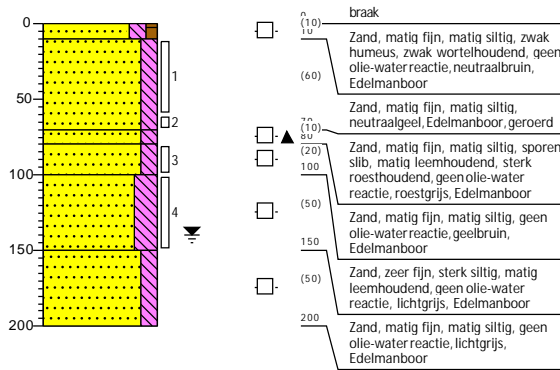 0
50
100
150
200
1
2
3
4
0
(10)
10
(60)
70
(10)
80
(20)
100
(50)
150
(50)
200
braak
Zand, matig fijn, matig siltig, zwak
humeus, zwak wortelhoudend, geen
olie-water reactie, neutraalbruin,
Edelmanboor
Zand, matig fijn, matig siltig,
neutraalgeel, Edelmanboor, geroerd
Zand, matig fijn, matig siltig, sporen
slib, matig leemhoudend, sterk
roesthoudend, geen olie-water
reactie, roestgrijs, Edelmanboor
Zand, matig fijn, matig siltig, geen
olie-water reactie, geelbruin,
Edelmanboor
Zand, zeer fijn, sterk siltig, matig
leemhoudend, geen olie-water
reactie, lichtgrijs, Edelmanboor
Zand, matig fijn, matig siltig, geen
olie-water reactie, lichtgrijs,
Edelmanboor